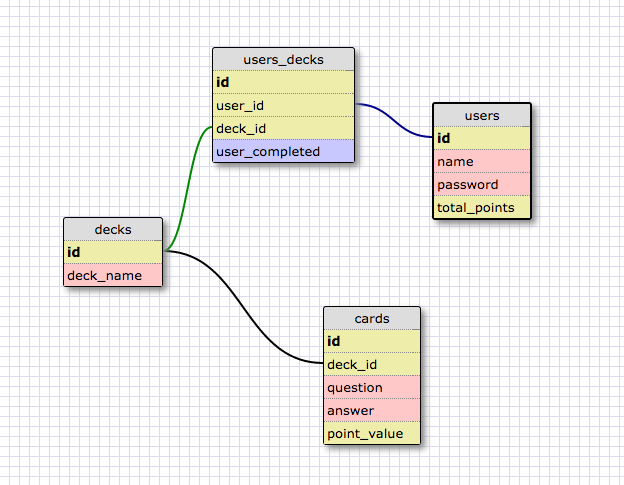 users_decks
id
user_id
deck_id
user_completed
users
id
name
password
total_points
decks
id
deck_name
cards
id
deck_id
question
answer
point_value